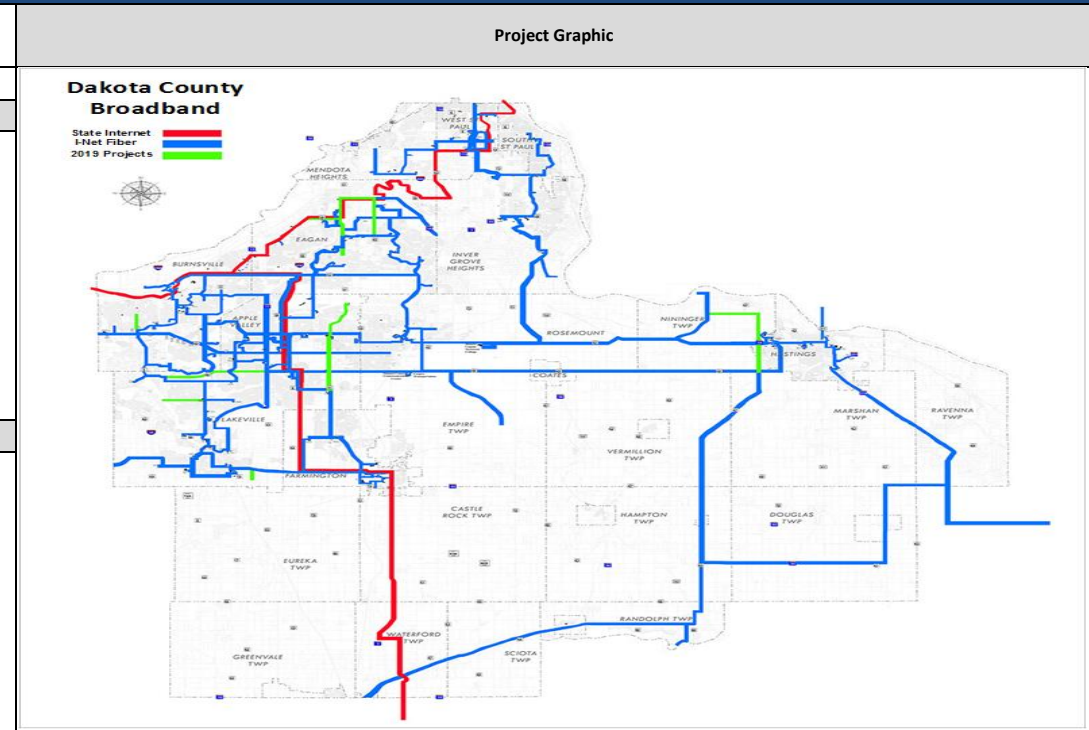 Project Graphic
Dakota County
Broadband
State Internet
I-Net Fiber
2019 Projects
WEST ST
PAUL
SOUTH
ST PAUL
MENDOTA
HEIGHTS
EAGAN
INVER
GROVE
HEIGHTS
BURNSVILLE
APPLE
VALLEY
ROSEMOUNT
NININGER
TWP
HASTINGS
COATES
LAKEVILLE
EMPIRE
TWP
MARSHAN
TWP
RAVENNA
TWP
VERMILLION
TWP
FARMINGTON
CASTLE
ROCK TWP
HAMPTON
TWP
DOUGLAS
TWP
EUREKA
TWP
RANDOLPH TWP
WATERFORD
TWP
GREENVALE
TWP
SCIOTA
TWP